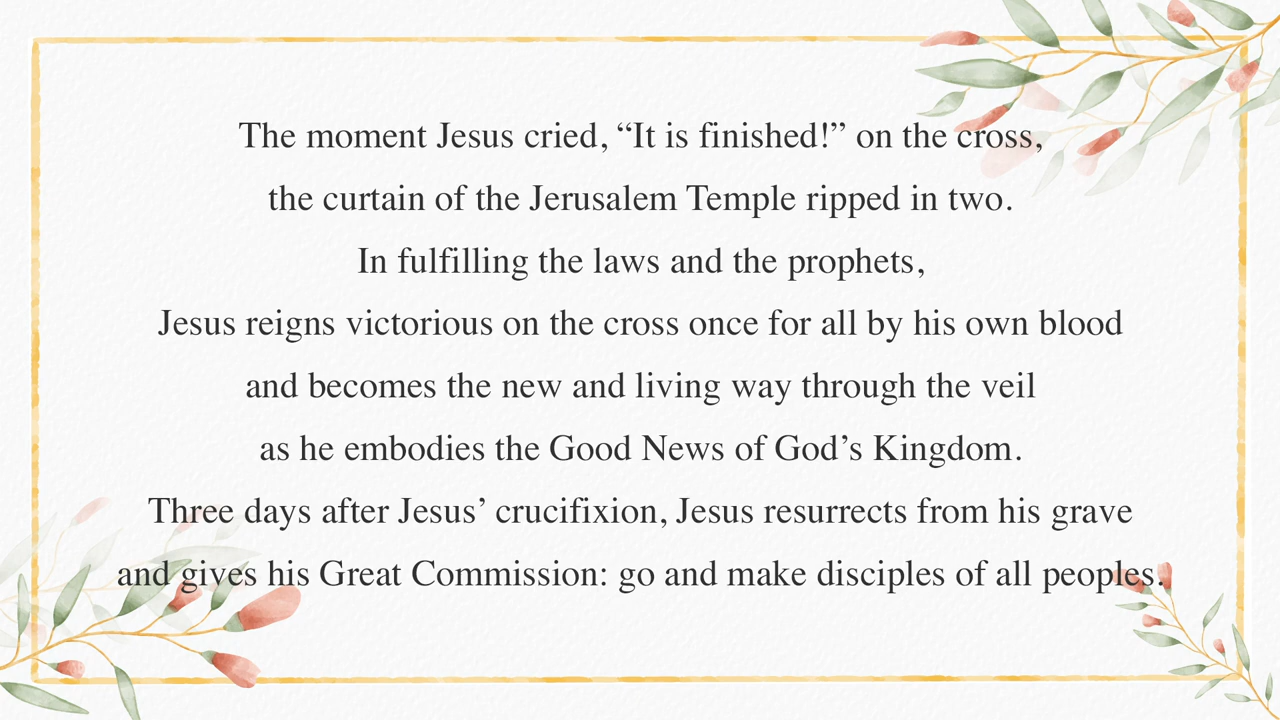 The moment Jesus cried, “It is finished!” on the cross,
the curtain of the Jerusalem Temple ripped in two.
In fulfilling the laws and the prophets,
Jesus reigns victorious on the cross once for all by his own blood
and becomes the new and living way through the veil
as he embodies the Good News of God’s Kingdom.
Three days after Jesus’ crucifixion, Jesus resurrects from his grave
and gives his Great Commission: go and make disciples of all peoples.